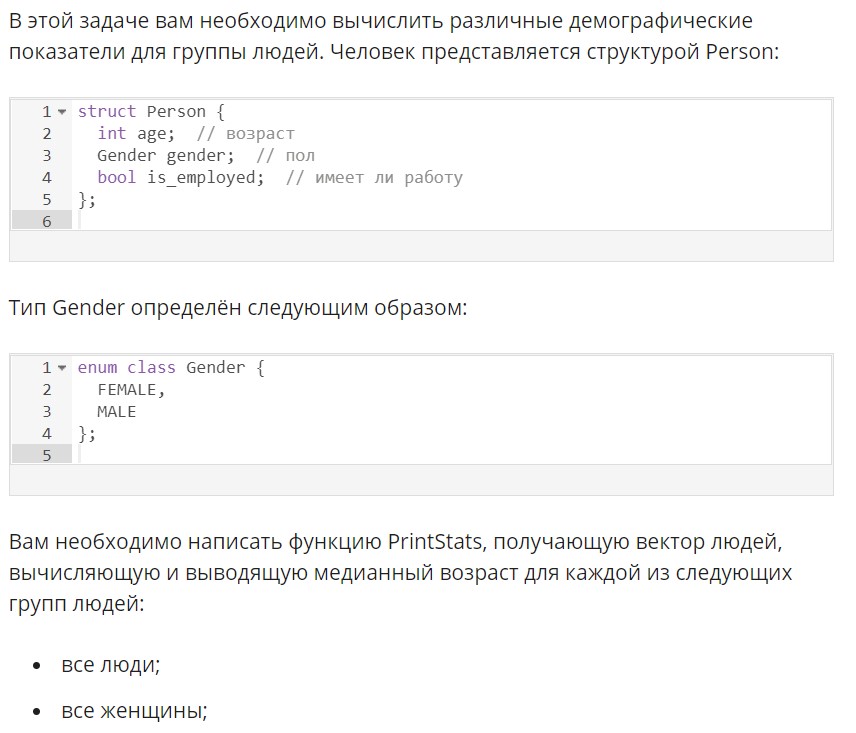 В этой задаче вам необходимо вычислить различные демографические
показатели для группы людей. Человек представляется структурой Person:
1 struct Person {
2 int age;  // возраст
3 Gender gender;  // пол
4 bool is_employed;  // имеет ли работу
5 };
6
Тип Gender определён следующим образом:
1 enum class Gender {
2 FEMALE,
3 MALE
4 };
5
Вам необходимо написать функцию PrintStats, получающую вектор людей,
вычисляющую и выводящую медианный возраст для каждой из следующих
групп людей:
• все люди;
• все женщины;